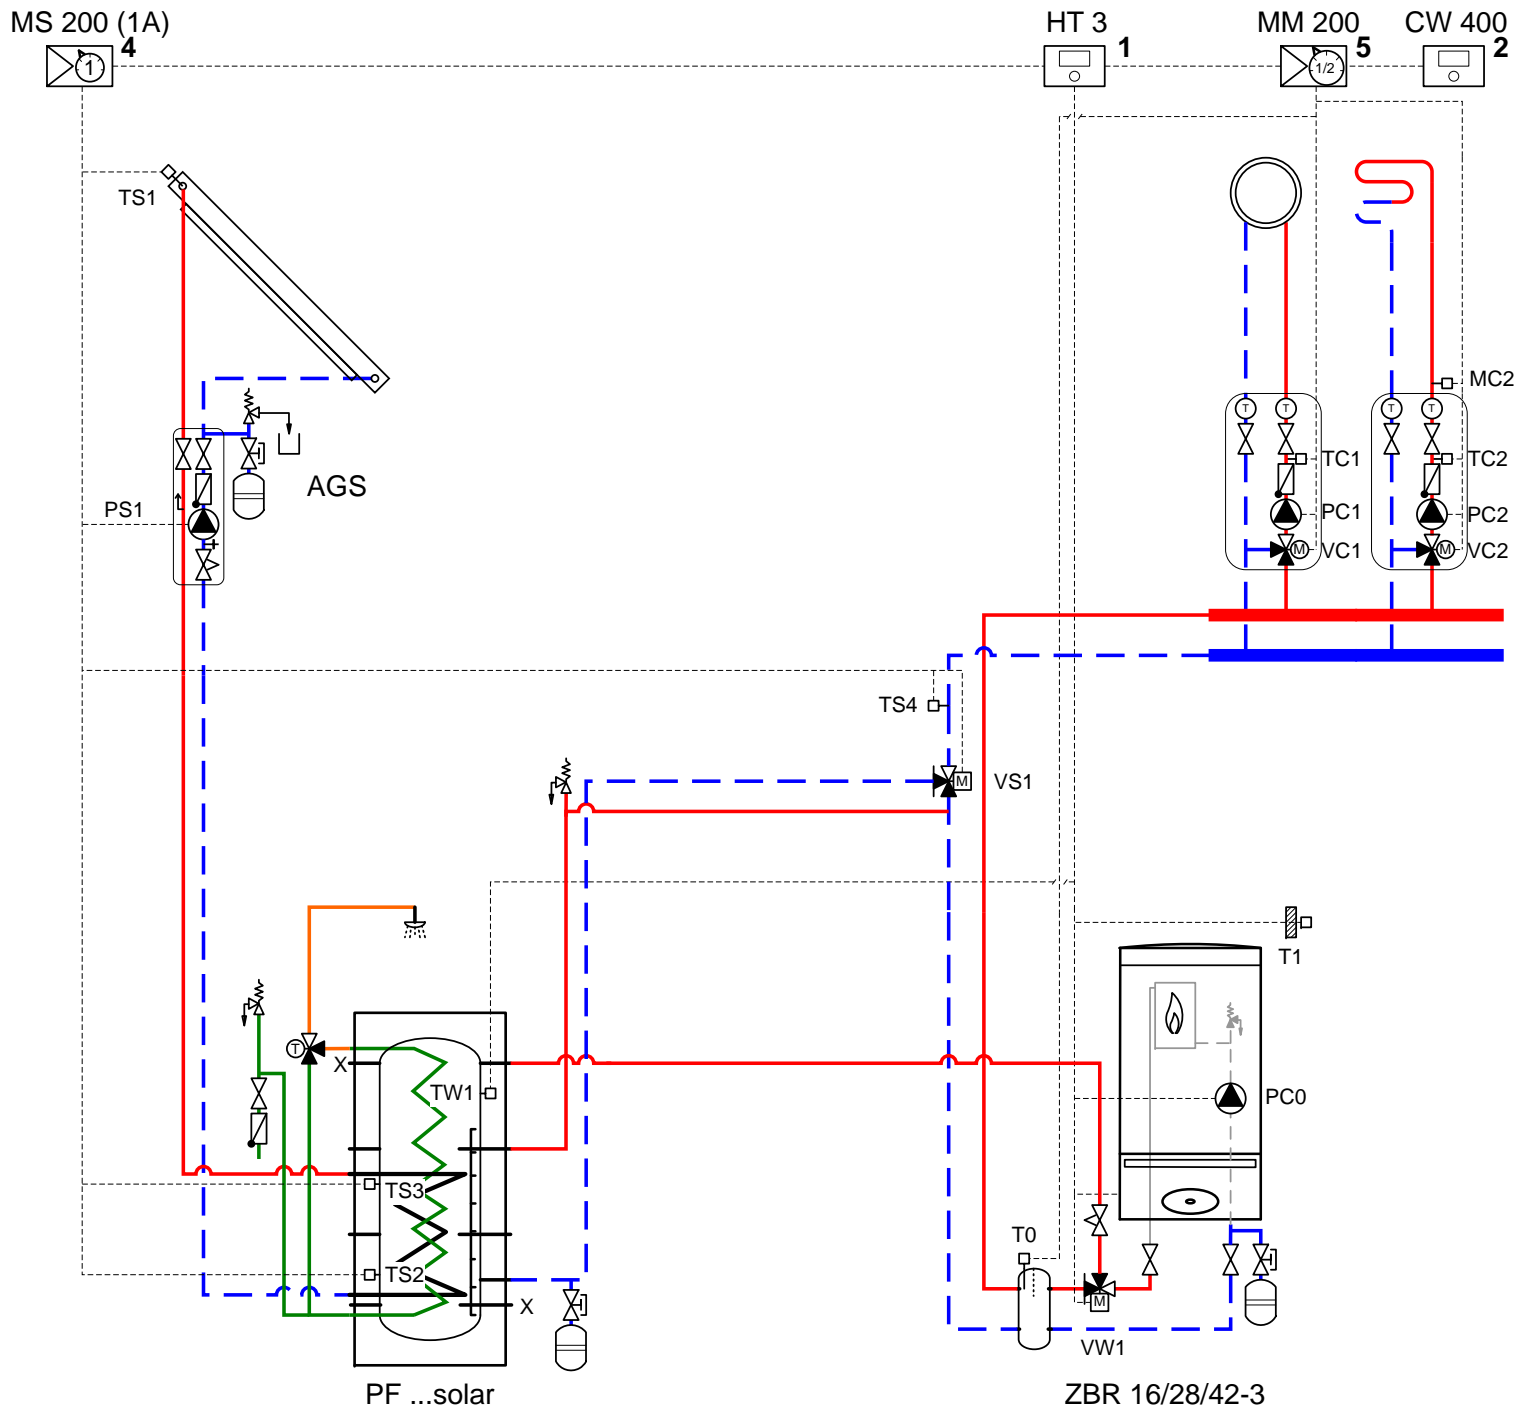 MS 200 (1A)
HT 3
MM 200
CW 400
4
1
5
2
1
1/2
TS1
MC2
T
T
T
T
TC1
TC2
AGS
PS1
PC1
PC2
M
VC1
M
VC2
TS4
M
VS1
T1
T
X
TW1
PC0
TS3
T0
TS2
X
M
VW1
PF ...solar
ZBR 16/28/42-3